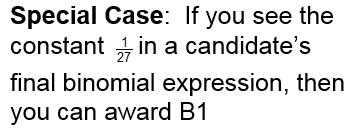 Special Case:  If you see the
constant 1/27 in a candidate's
final binomial expression, then
you can award B1